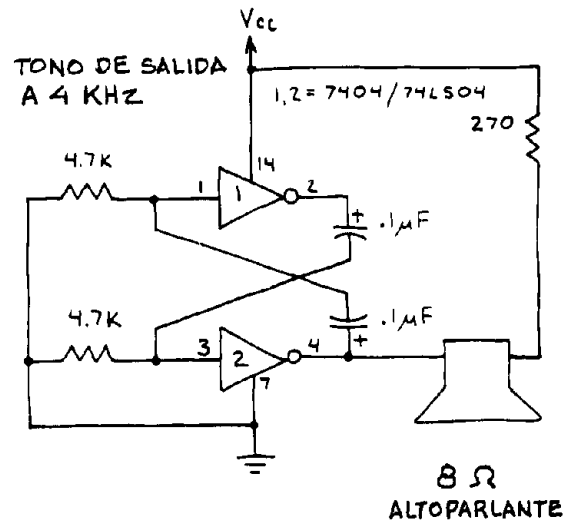 Vcc
TONO DE SALIDA
A 4 KHz
1,2 = 7404/74LS04
270
4.7K
14
1
1
2
+
.1µF
4.7K
.1µF
+
3
2
4
7
8 Ω
ALTOPARLANTE